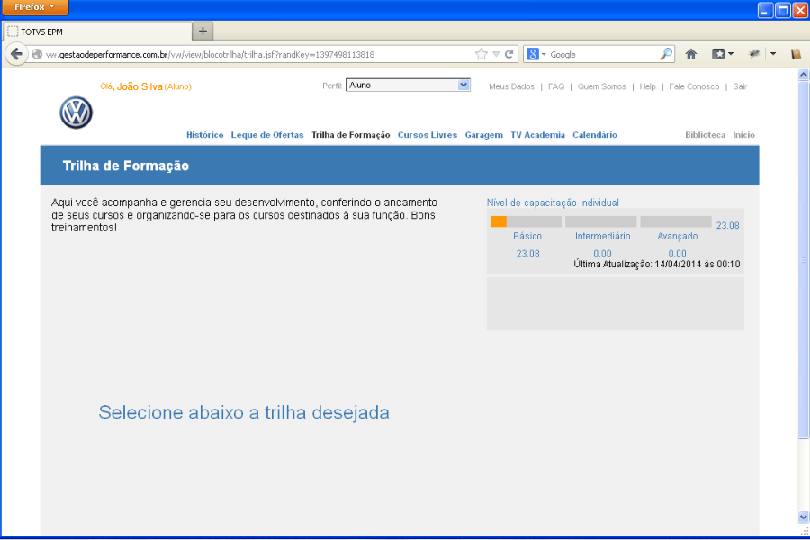 Firefox
TOTVS EPM
ww.gestaodeperformance.com.br/vw/view/blocotrilha/trilha.jsf?randKey=1397498113818
Google
Olá, João Silva (Aluno)
Perfil: Aluno
Meus Dados | FAQ | Quem Somos | Help | Fale Conosco | Sair
Histórico Leque de Ofertas Trilha de Formação Cursos Livres Garagem TV Academia Calendário Biblioteca Início
Trilha de Formação
Aqui você acompanha e gerencia seu desenvolvimento, conferindo o andamento
de seus cursos e organizando-se para os cursos destinados à sua função. Bons
treinamentos!
Nível de capacitação individual
23.08
Básico Intermediário Avançado
23.08 0.00 0.00
Última Atualização: 14/04/2014 às 00:10
Selecione abaixo a trilha desejada